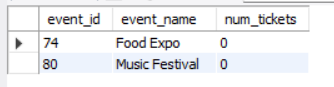 event_id event_name num_tickets
74 Food Expo 0
80 Music Festival 0